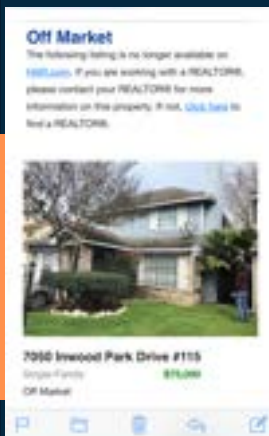 Off Market
The following listing is no longer available on
HAR.com. If you are working with a REALTOR®,
please contact your REALTOR® for more
information on this property. If not, click here to
find a REALTOR®.
7050 Inwood Park Drive #115
Single-Family
Off Market